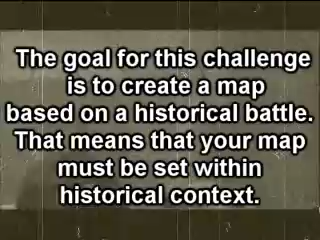 The goal for this challenge
is to create a map
based on a historical battle.
That means that your map
must be set within
historical context.